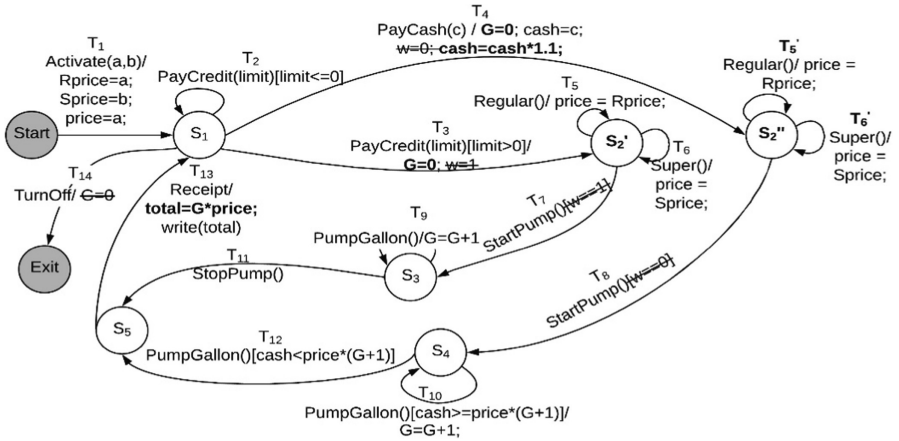 T4
PayCash(c) / G=0; cash=c;
w=0; cash=cash*1.1;
T1
Activate(a,b)/
Rprice=a;
Sprice=b;
price=a;
T2
PayCredit(limit)[limit<=0]
T5
Regular()/ price = Rprice;
T5'
Regular()/ price =
Rprice;
Start
S1
T3
PayCredit(limit)[limit>0]/
G=0; w=1
S2'
T6
Super()/
price =
Sprice;
S2"
T6'
Super()/
price =
Sprice;
T14
TurnOff/ G=0
T13
Receipt/
total=G*price;
write(total)
T7
StartPump()[w==1]
T9
PumpGallon()/G=G+1
T11
StopPump()
S3
Exit
T8
StartPump()[w==0]
S5
T12
PumpGallon()[cash<price*(G+1)]
S4
T10
PumpGallon()[cash>=price*(G+1)]/
G=G+1;